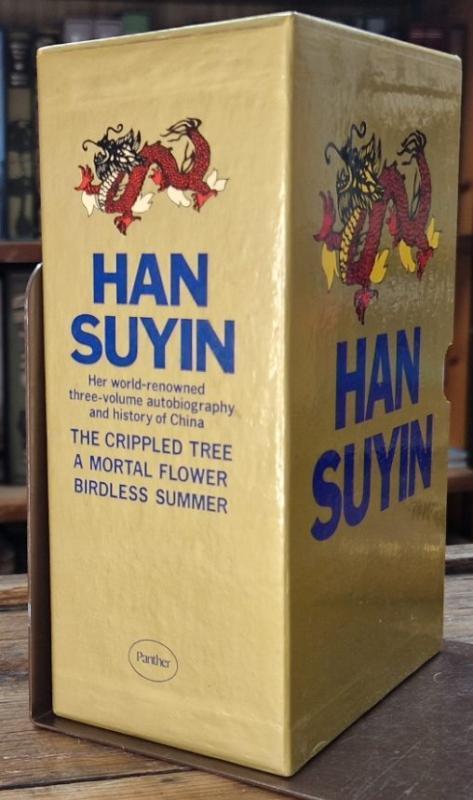 HAN
SUYIN
Her world-renowned
three-volume autobiography
and history of China
THE CRIPPLED TREE
A MORTAL FLOWER
BIRDLESS SUMMER
Panther
HAN
SUYIN